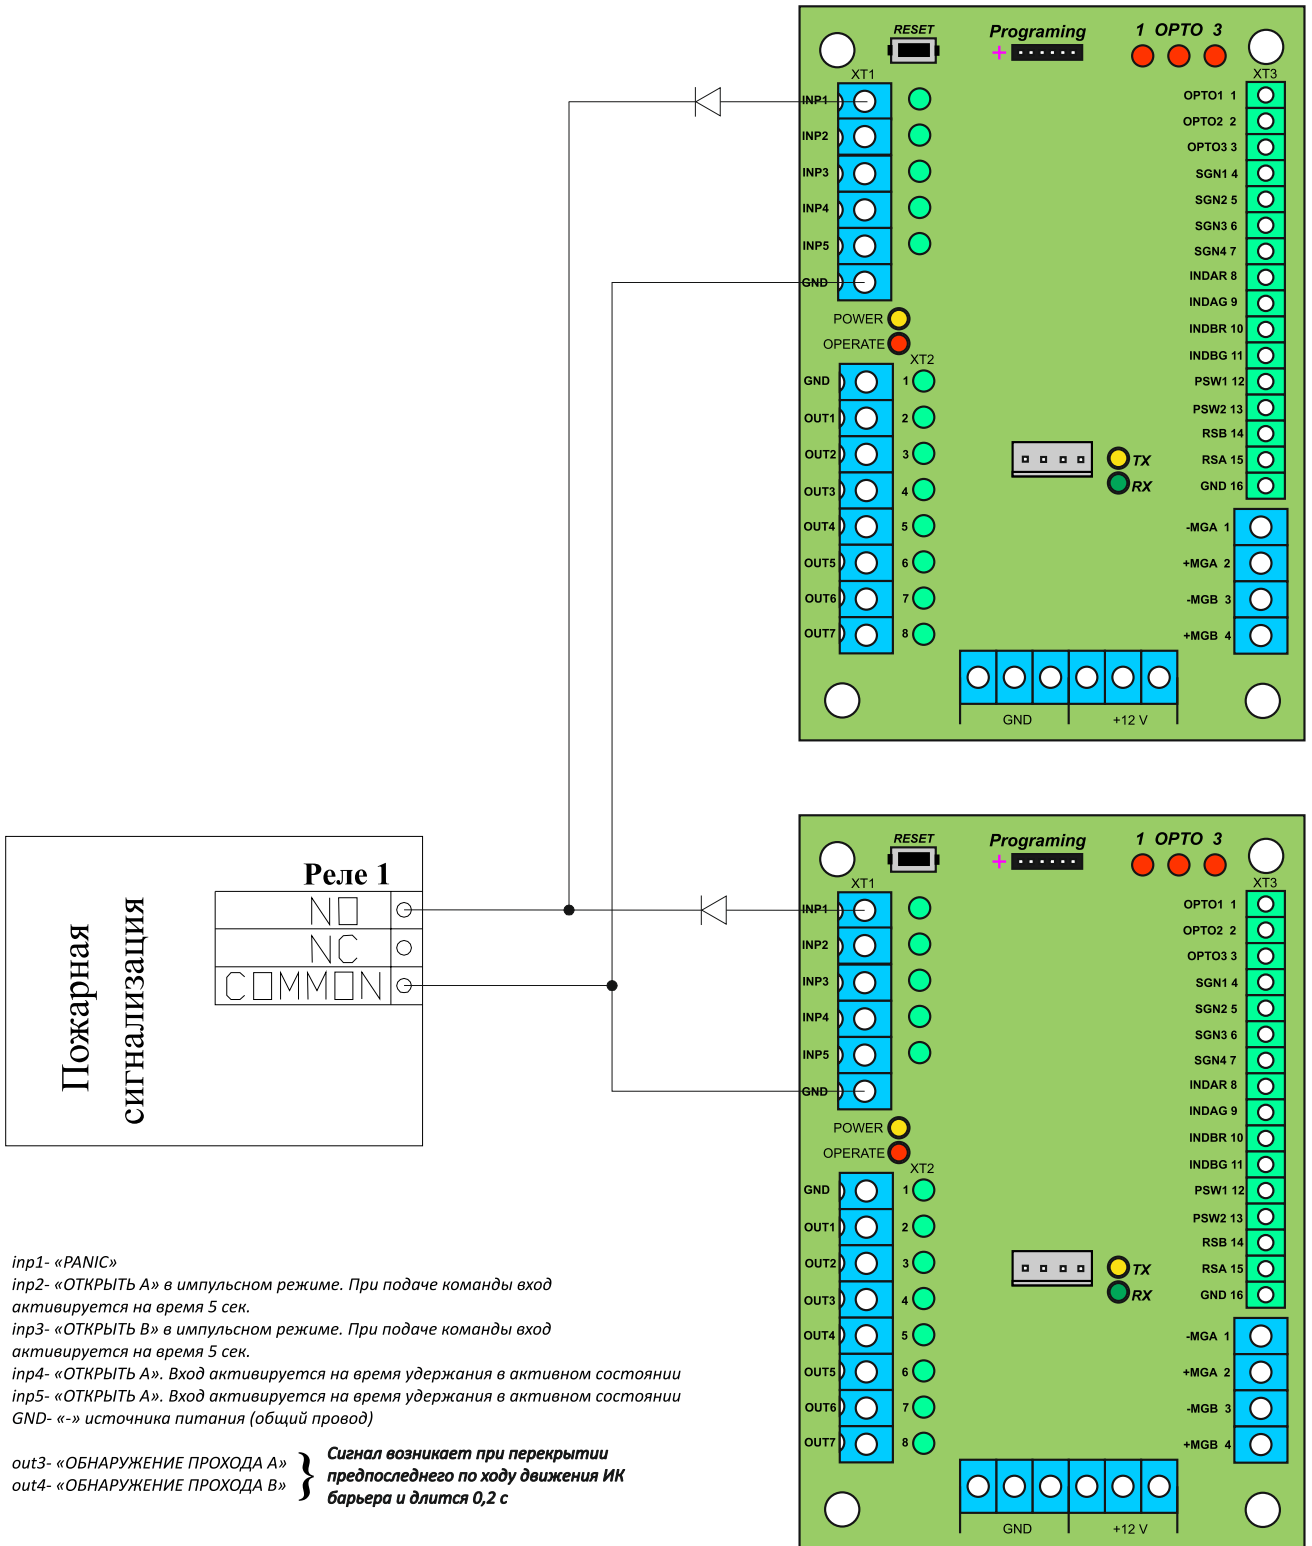 RESET
Programing
1 OPTO 3
+
XT1
XT3
INP1
INP2
INP3
INP4
INP5
GND
POWER
OPERATE
XT2
GND 1
OUT1 2
OUT2 3
OUT3 4
OUT4 5
OUT5 6
OUT6 7
OUT7 8
TX
RX
OPTO1 1
OPTO2 2
OPTO3 3
SGN1 4
SGN2 5
SGN3 6
SGN4 7
INDAR 8
INDAG 9
INDBR 10
INDBG 11
PSW1 12
PSW2 13
RSB 14
RSA 15
GND 16
-MGA 1
+MGA 2
-MGB 3
+MGB 4
GND
+12 V
Пожарная
сигнализация
Реле 1
NO
NC
COMMON
RESET
Programing
1 OPTO 3
+
XT1
XT3
INP1
INP2
INP3
INP4
INP5
GND
POWER
OPERATE
XT2
GND 1
OUT1 2
OUT2 3
OUT3 4
OUT4 5
OUT5 6
OUT6 7
OUT7 8
TX
RX
OPTO1 1
OPTO2 2
OPTO3 3
SGN1 4
SGN2 5
SGN3 6
SGN4 7
INDAR 8
INDAG 9
INDBR 10
INDBG 11
PSW1 12
PSW2 13
RSB 14
RSA 15
GND 16
-MGA 1
+MGA 2
-MGB 3
+MGB 4
GND
+12 V
inp1- «PANIC»
inp2- «ОТКРЫТЬ А» в импульсном режиме. При подаче команды вход
активируется на время 5 сек.
inp3- «ОТКРЫТЬ В» в импульсном режиме. При подаче команды вход
активируется на время 5 сек.
inp4- «ОТКРЫТЬ А». Вход активируется на время удержания в активном состоянии
inp5- «ОТКРЫТЬ А». Вход активируется на время удержания в активном состоянии
GND- «-» источника питания (общий провод)
out3- «ОБНАРУЖЕНИЕ ПРОХОДА А»
out4- «ОБНАРУЖЕНИЕ ПРОХОДА В»
}
Сигнал возникает при перекрытии
предпоследнего по ходу движения ИК
барьера и длится 0,2 с